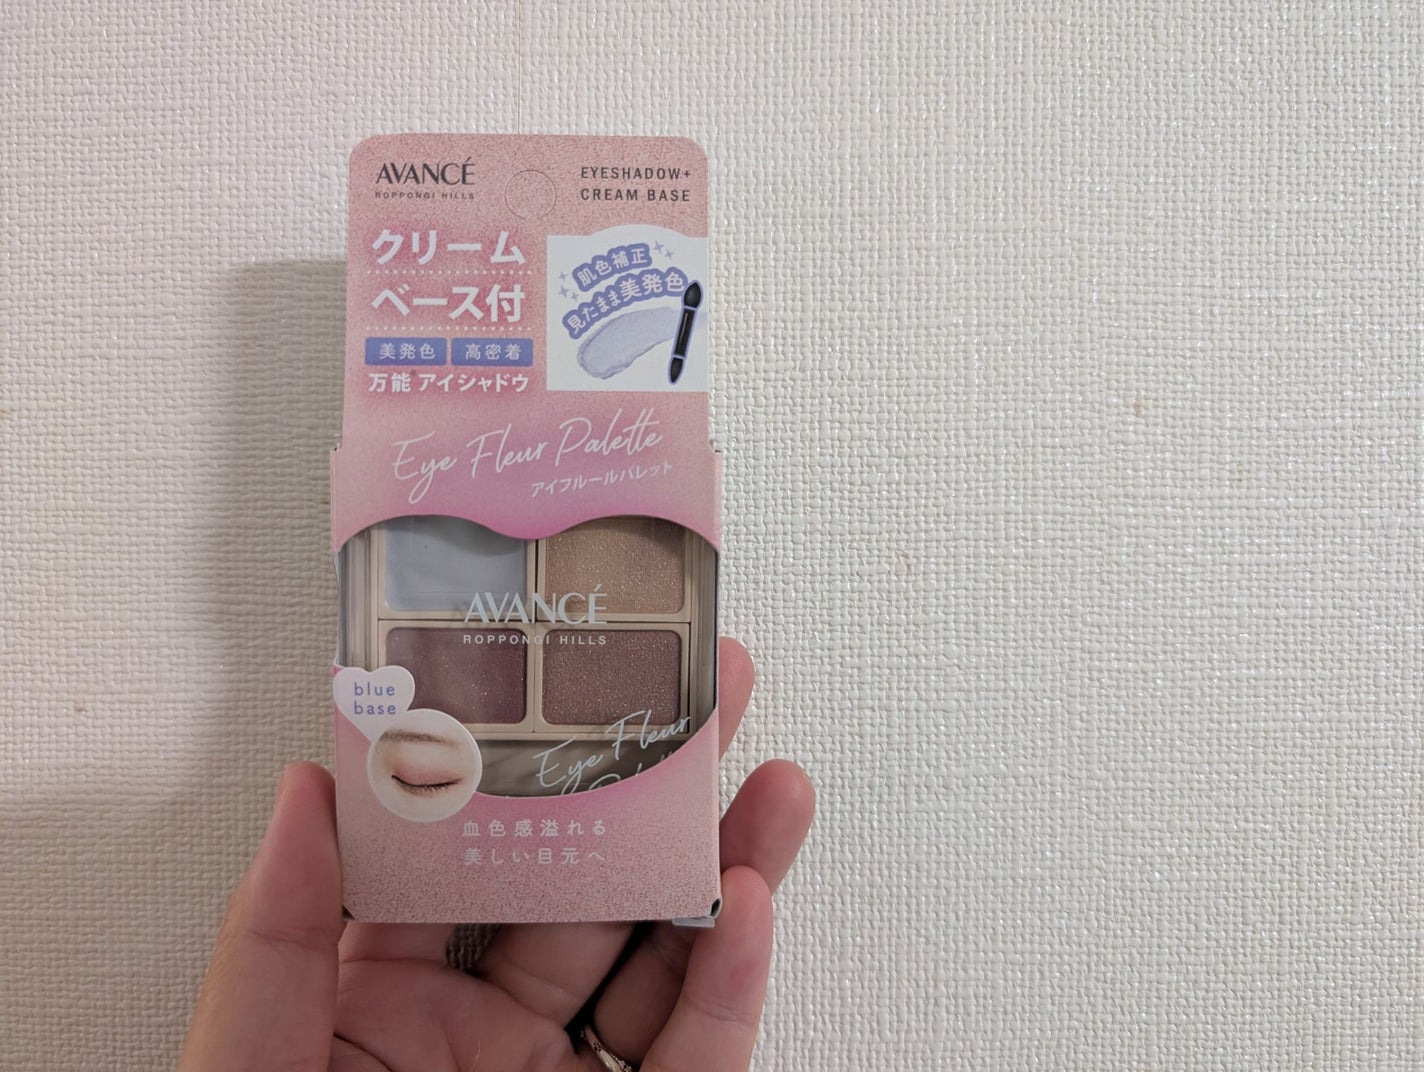 AVANCÉ
ROPPONGI HILLS
EYESHADOW+
CREAM BASE
クリーム
ベース付
美発色 高密着
万能 アイシャドウ
肌色補正
見たまま美発色
Eye Fleur Palette
アイフルールパレット
AVANCÉ
ROPPONGI HILLS
blue
base
Eye Fleur
血色感溢れる
美しい目元へ